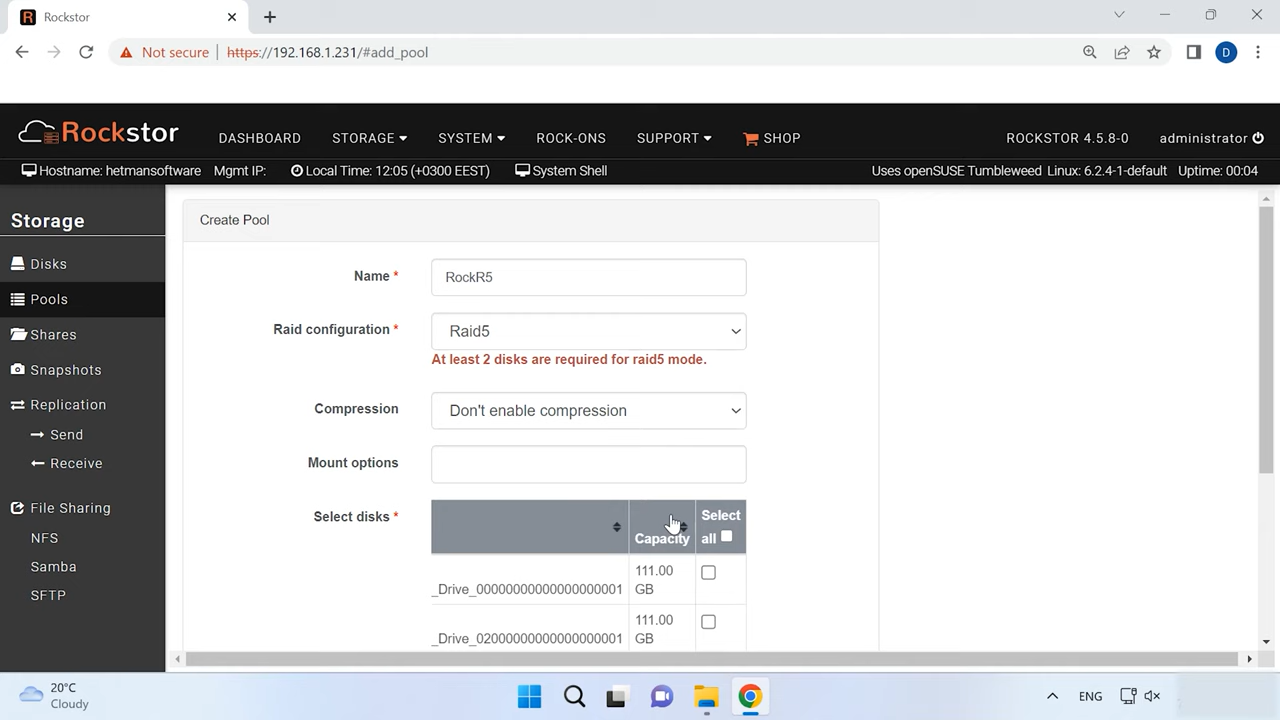 Rockstor
Not secure
https://192.168.1.231/#add_pool
D
Rockstor
DASHBOARD
STORAGE
SYSTEM
ROCK-ONS
SUPPORT
SHOP
ROCKSTOR 4.5.8-0
administrator
Hostname: hetmansoftware
Mgmt IP:
Local Time: 12:05 (+0300 EEST)
System Shell
Uses openSUSE Tumbleweed
Linux: 6.2.4-1-default
Uptime: 00:04
Storage
Disks
Pools
Shares
Snapshots
Replication
Send
Receive
File Sharing
NFS
Samba
SFTP
Create Pool
Name *
RockR5
Raid configuration *
Raid5
At least 2 disks are required for raid5 mode.
Compression
Don't enable compression
Mount options
Select disks *
Capacity
Select
all
_Drive_00000000000000000001
111.00
GB
_Drive_02000000000000000001
111.00
GB
20°C
Cloudy
ENG